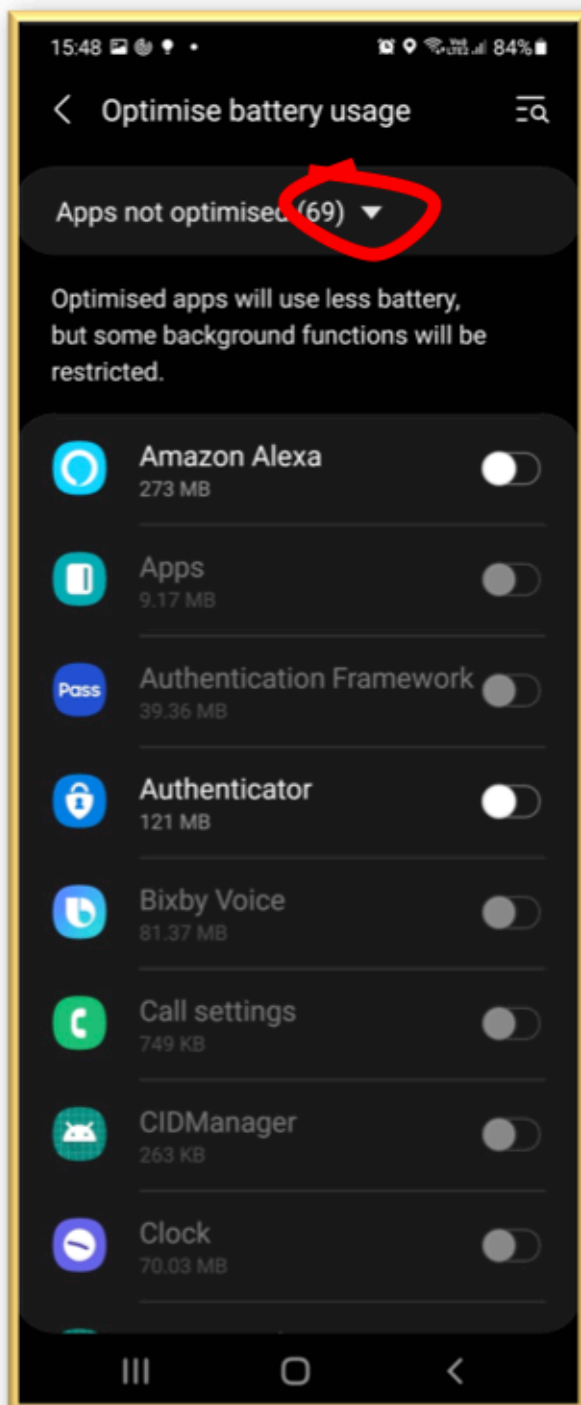 15:48 84%
Optimise battery usage
Apps not optimised (69)
Optimised apps will use less battery,
but some background functions will be
restricted.
Amazon Alexa
273 MB
Apps
9.17 MB
Pass
Authentication Framework
39.36 MB
Authenticator
121 MB
Bixby Voice
81.37 MB
Call settings
749 KB
CIDManager
263 KB
Clock
70.03 MB